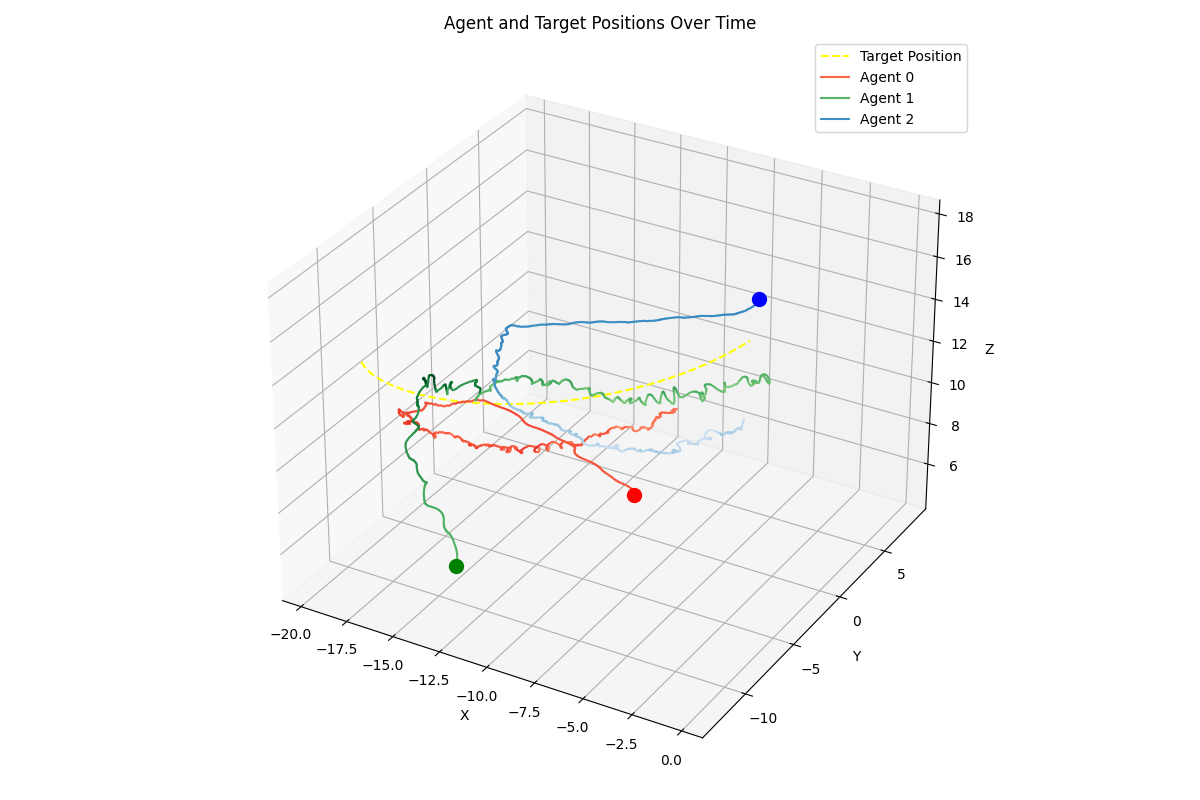 Agent and Target Positions Over Time
Target Position
Agent 0
Agent 1
Agent 2
18
16
14
Z
12
10
8
6
5
0
Y
−5
−10
−20.0
−17.5
−15.0
−12.5
−10.0
X
−7.5
−5.0
−2.5
0.0